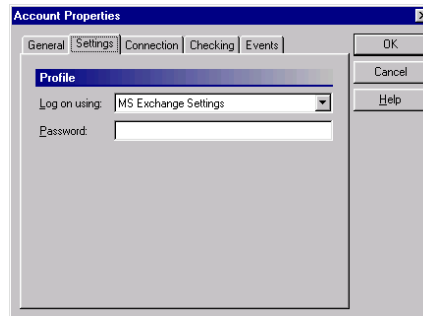 Account Properties
General Settings Connection Checking Events
OK
Cancel
Help
Profile
Log on using: MS Exchange Settings
Password: